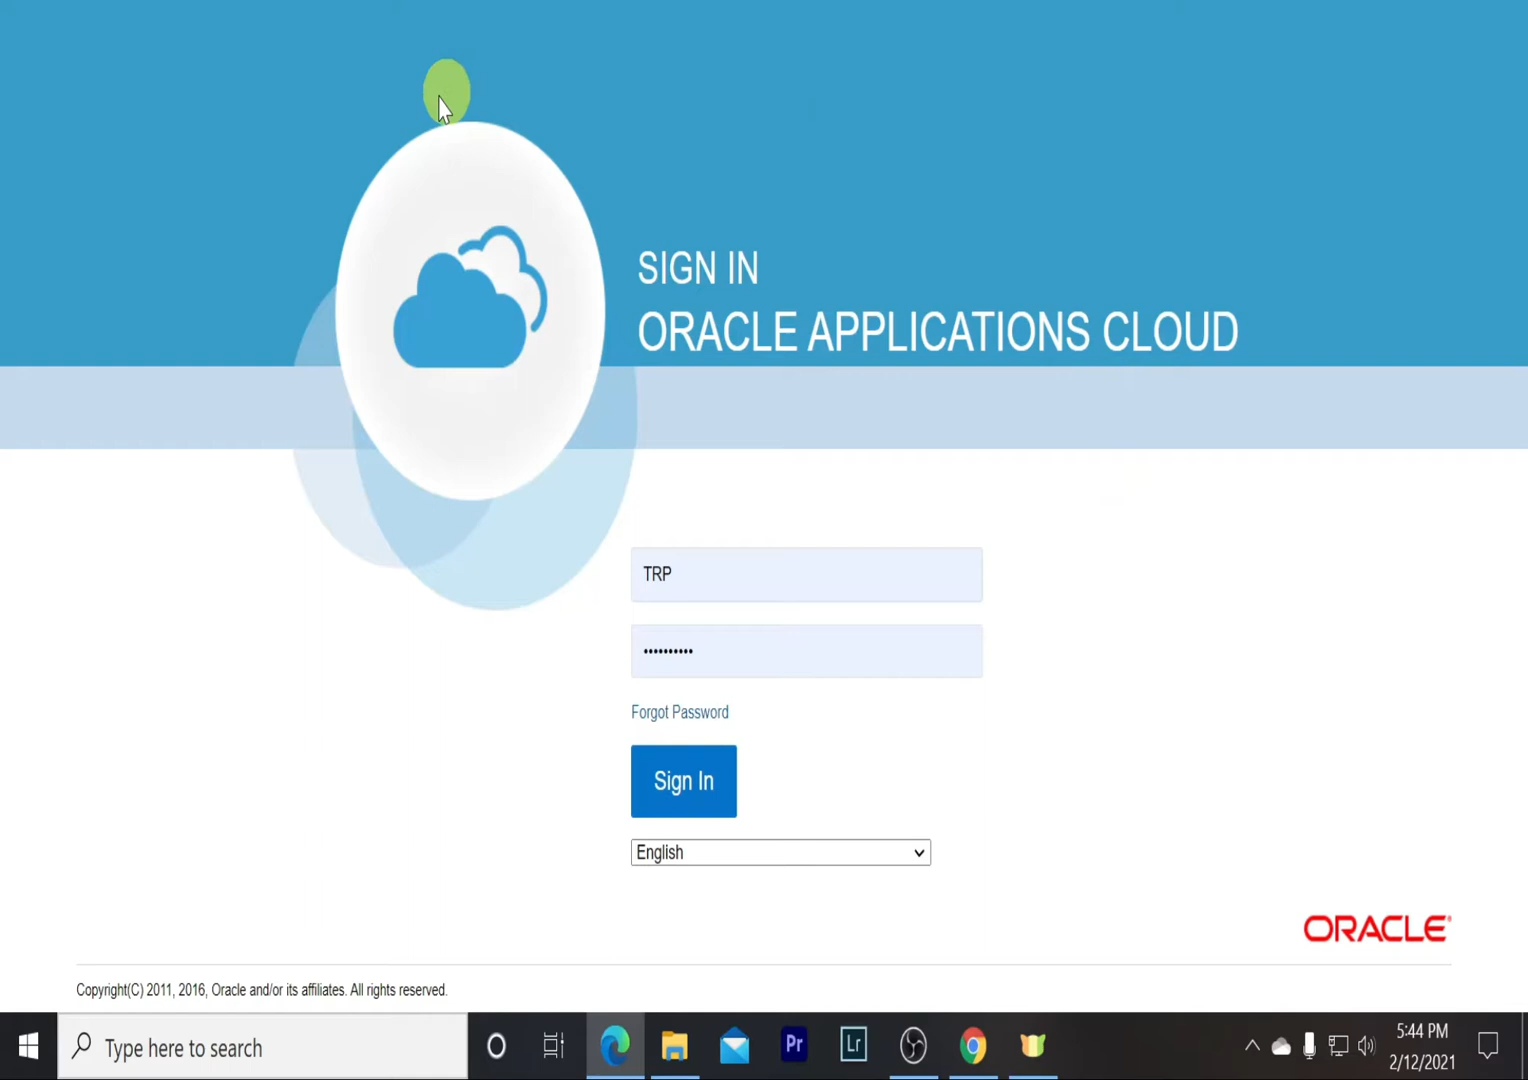 SIGN IN
ORACLE APPLICATIONS CLOUD
TRP
••••••••••
Forgot Password
Sign In
English
ORACLE®
Copyright(C) 2011, 2016, Oracle and/or its affiliates. All rights reserved.
Type here to search
Pr
Lr
5:44 PM
2/12/2021